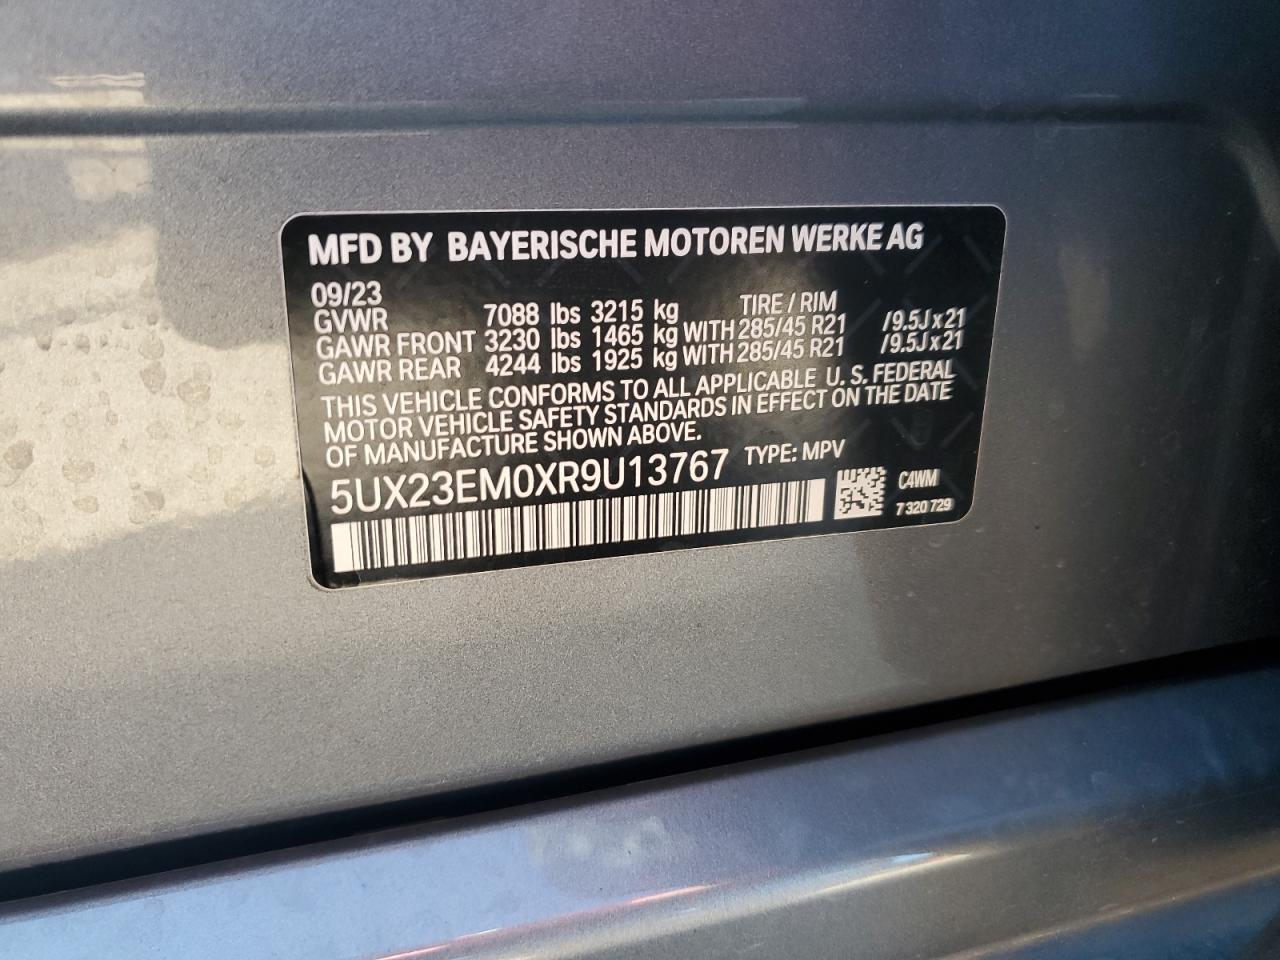 MFD BY BAYERISCHE MOTOREN WERKE AG
09/23 TIRE / RIM
GVWR 7088 lbs 3215 kg
GAWR FRONT 3230 lbs 1465 kg WITH 285/45 R21 /9.5J x 21
GAWR REAR 4244 lbs 1925 kg WITH 285/45 R21 /9.5J x 21
THIS VEHICLE CONFORMS TO ALL APPLICABLE U. S. FEDERAL
MOTOR VEHICLE SAFETY STANDARDS IN EFFECT ON THE DATE
OF MANUFACTURE SHOWN ABOVE.
5UX23EM0XR9U13767 TYPE: MPV
C4WM
7 320 729